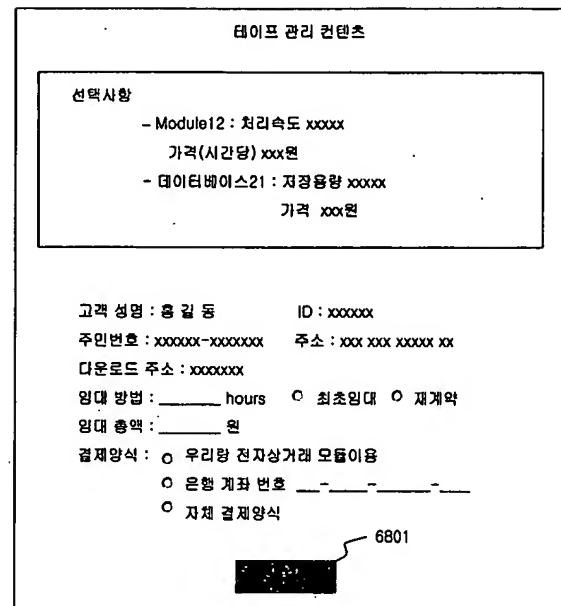 테이프 관리 컨텐츠
선택사항
– Module12 : 처리속도 xxxxx
가격(시간당) xxx원
- 데이터베이스21 : 저장용량 xxxxx
가격 xxx원
고객 성명 : 홍 길 동 ID : xxxxxx
주민번호 : xxxxxx-xxxxxxx 주소 : xxx xxx xxxxx xx
다운로드 주소 : xxxxxxx
임대 방법 : _______ hours ○ 최초임대 ○ 재계약
임대 총액 : _______ 원
결제양식 : ○ 우리랑 전자상거래 모듈이용
○ 은행 계좌 번호 __-____-_____-___
○ 자체 결제양식
6801